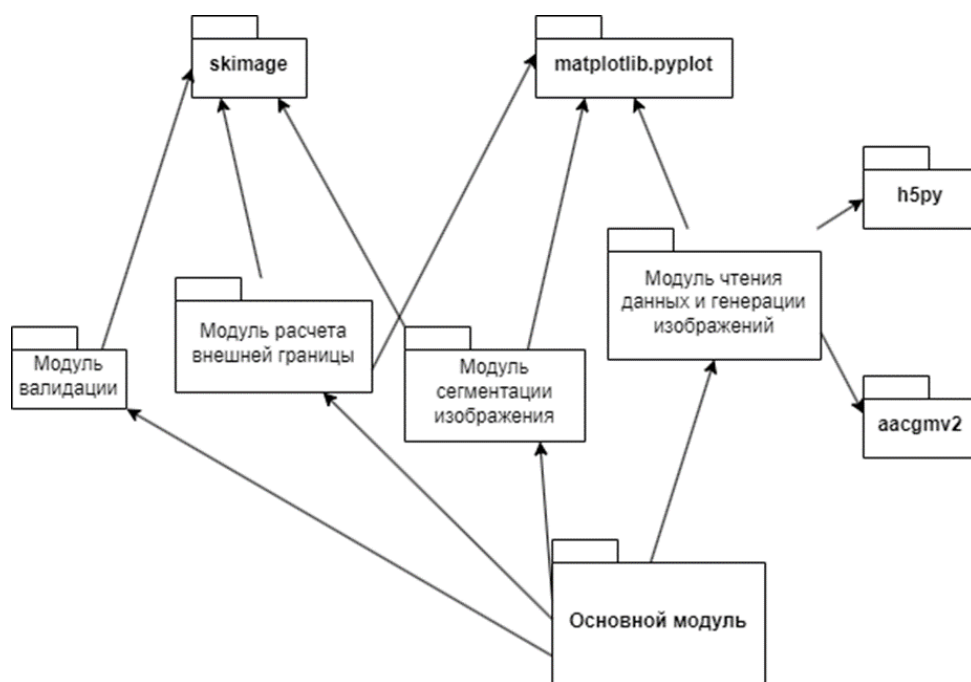 skimage
matplotlib.pyplot
h5py
Модуль чтения
данных и генерации
изображений
Модуль расчета
внешней границы
Модуль
валидации
Модуль
сегментации
изображения
aacgmv2
Основной модуль